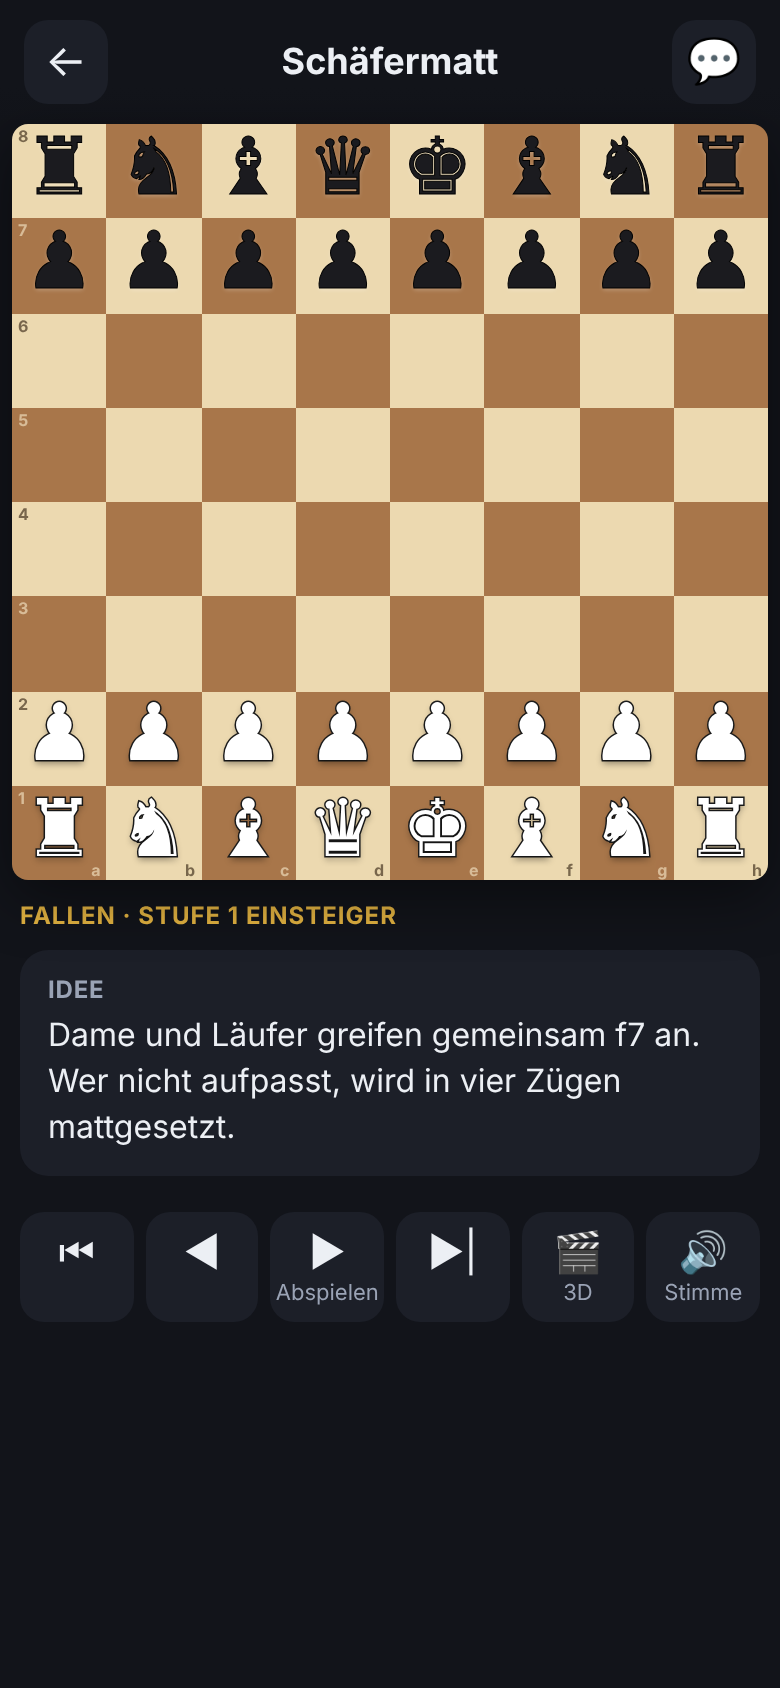 Schäfermatt
8
7
6
5
4
3
2
1
a b c d e f g h
FALLEN · STUFE 1 EINSTEIGER
IDEE
Dame und Läufer greifen gemeinsam f7 an.
Wer nicht aufpasst, wird in vier Zügen
mattgesetzt.
Abspielen 3D Stimme